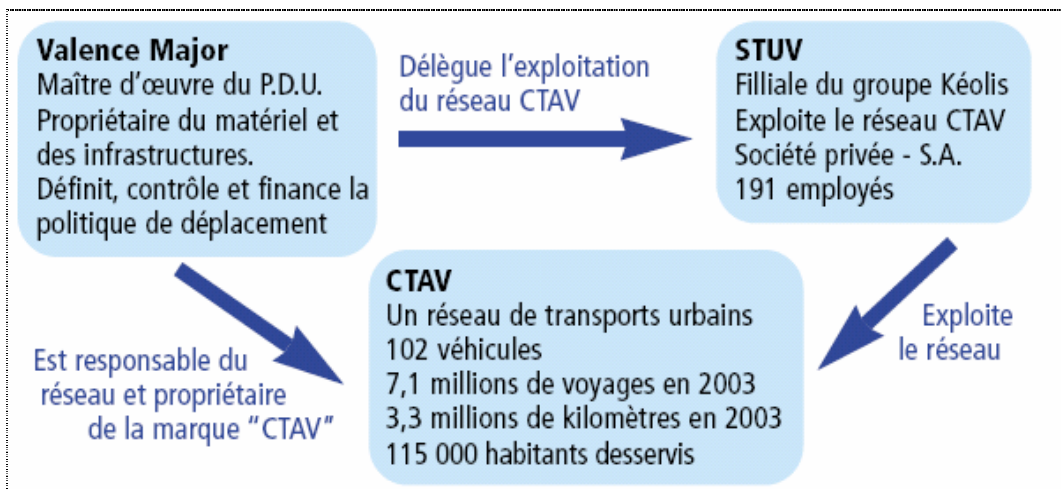 Valence Major
Maître d'œuvre du P.D.U.
Propriétaire du matériel et
des infrastructures.
Définit, contrôle et finance la
politique de déplacement
Délègue l'exploitation
du réseau CTAV
STUV
Filliale du groupe Kéolis
Exploite le réseau CTAV
Société privée - S.A.
191 employés
Est responsable du
réseau et propriétaire
de la marque “CTAV”
CTAV
Un réseau de transports urbains
102 véhicules
7,1 millions de voyages en 2003
3,3 millions de kilomètres en 2003
115 000 habitants desservis
Exploite
le réseau